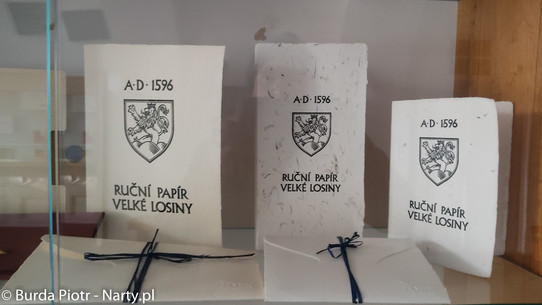 A·D·1596
RUČNÍ PAPÍR
VELKÉ LOSINY
A·D·1596
RUČNÍ PAPÍR
VELKÉ LOSINY
A·D·1596
RUČNÍ PAPÍR
VELKÉ LOSINY
©Burda Piotr - Narty.pl